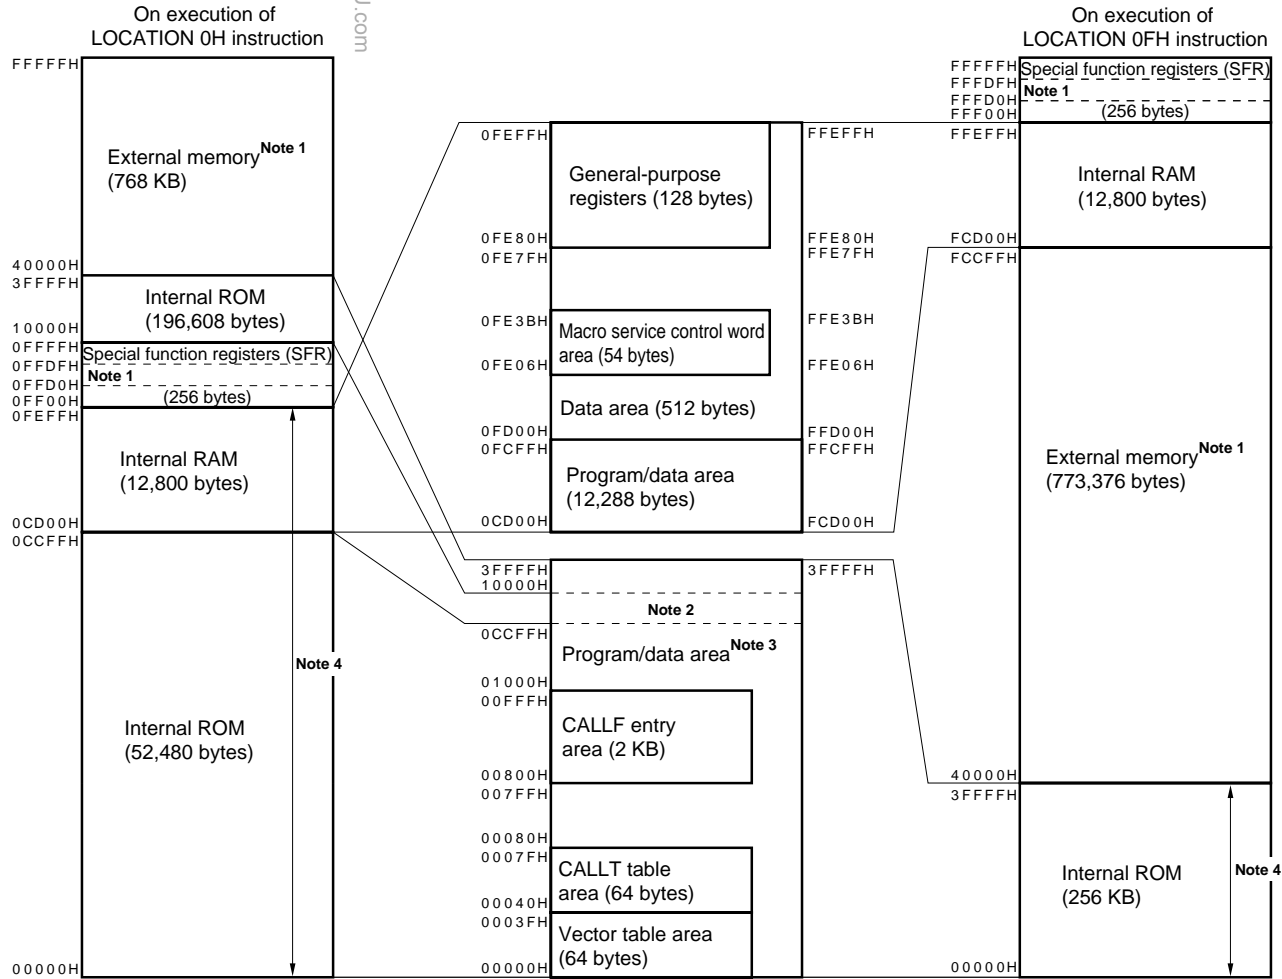 On execution of
LOCATION 0H instruction
FFFFFH
External memory Note 1
(768 KB)
40000H
3FFFFH
Internal ROM
(196,608 bytes)
10000H
0FFFFH
Special function registers (SFR)
0FFDFH
Note 1
0FFD0H
0FF00H
(256 bytes)
0FEFFH
Internal RAM
(12,800 bytes)
0CD00H
0CCFFH
Note 4
Internal ROM
(52,480 bytes)
00000H
.com
0FEFFH
FFEFFH
General-purpose
registers (128 bytes)
0FE80H
FFE80H
0FE7FH
FFE7FH
0FE3BH
FFE3BH
Macro service control word
area (54 bytes)
0FE06H
FFE06H
Data area (512 bytes)
0FD00H
FFD00H
0FCFFH
FFCFFH
Program/data area
(12,288 bytes)
0CD00H
FCD00H
3FFFFH
3FFFFH
10000H
Note 2
0CCFFH
Program/data area Note 3
01000H
00FFFH
CALLF entry
area (2 KB)
00800H
007FFH
00080H
0007FH
CALLT table
area (64 bytes)
00040H
0003FH
Vector table area
(64 bytes)
00000H
On execution of
LOCATION 0FH instruction
FFFFFH
Special function registers (SFR)
FFFDFH
Note 1
FFFD0H
FFF00H
(256 bytes)
FFEFFH
Internal RAM
(12,800 bytes)
FCD00H
FCCFFH
External memory Note 1
(773,376 bytes)
40000H
3FFFFH
Internal ROM
(256 KB)
Note 4
00000H